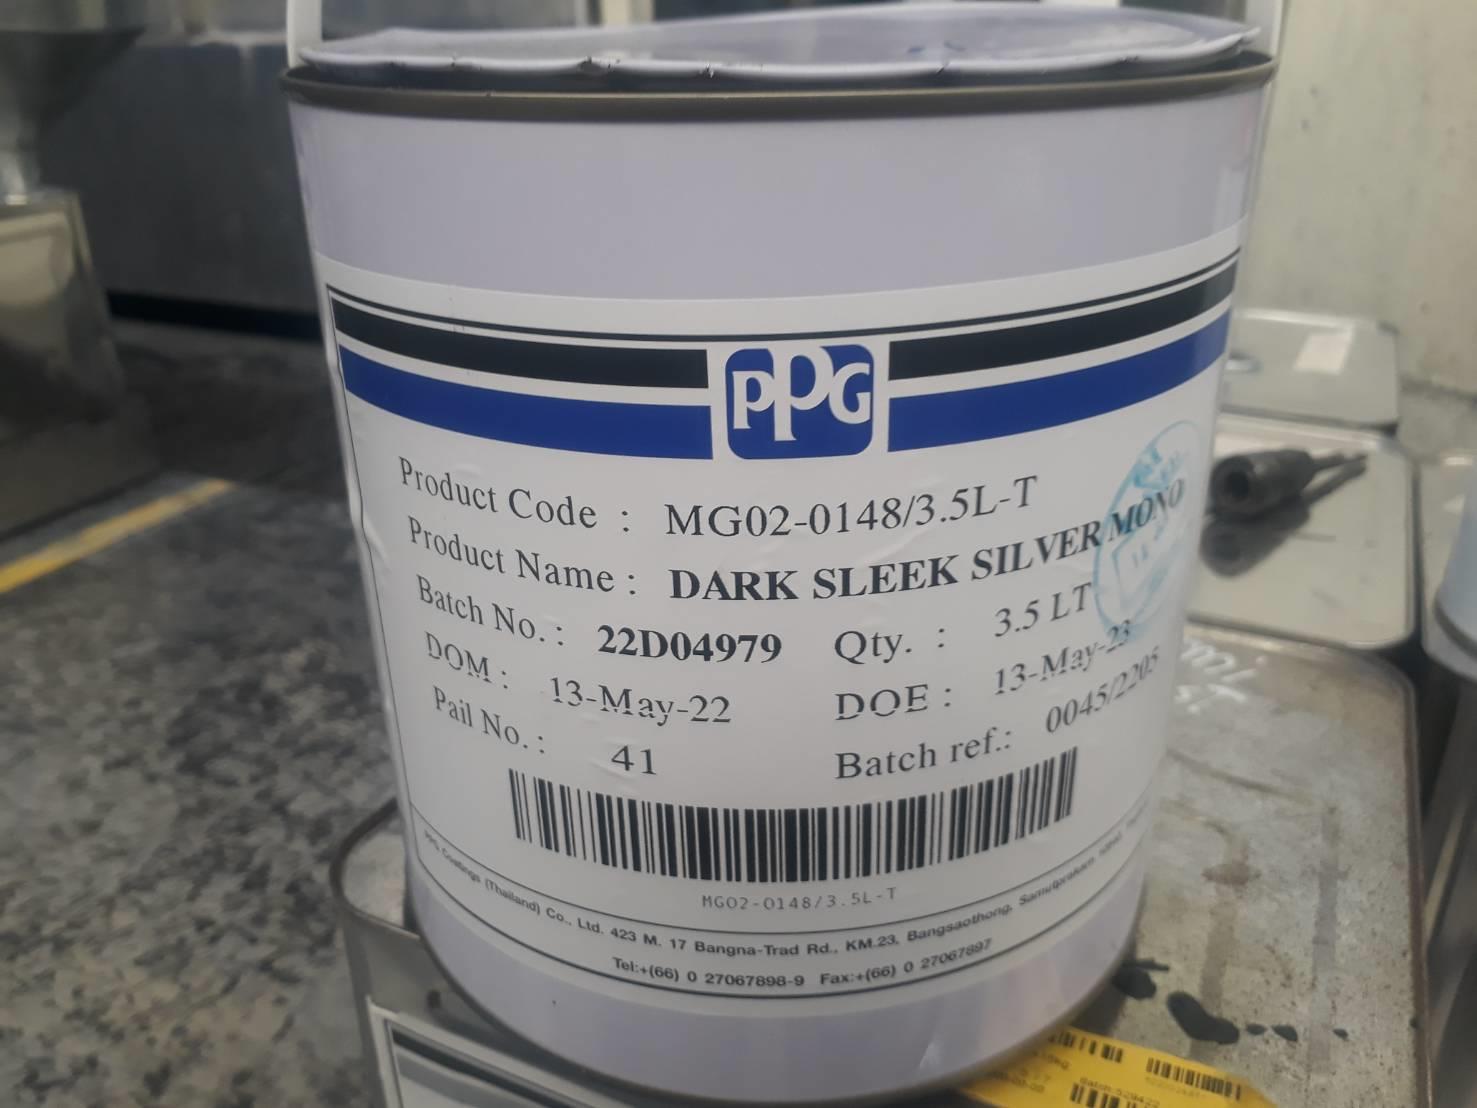 PPG
Product Code : MG02-0148/3.5L-T
Product Name : DARK SLEEK SILVER MONO
Batch No. : 22D04979 Qty. : 3.5 LT
DOM : 13-May-22 DOE : 13-May-23
Pail No. : 41 Batch ref.: 0045/2205
MG02-0148/3.5L-T
PPG Coatings (Thailand) Co., Ltd. 423 M. 17 Bangna-Trad Rd., KM.23, Bangsaothong, Samutprakarn
Tel:+(66) 0 27067898-9 Fax:+(66) 0 27067897